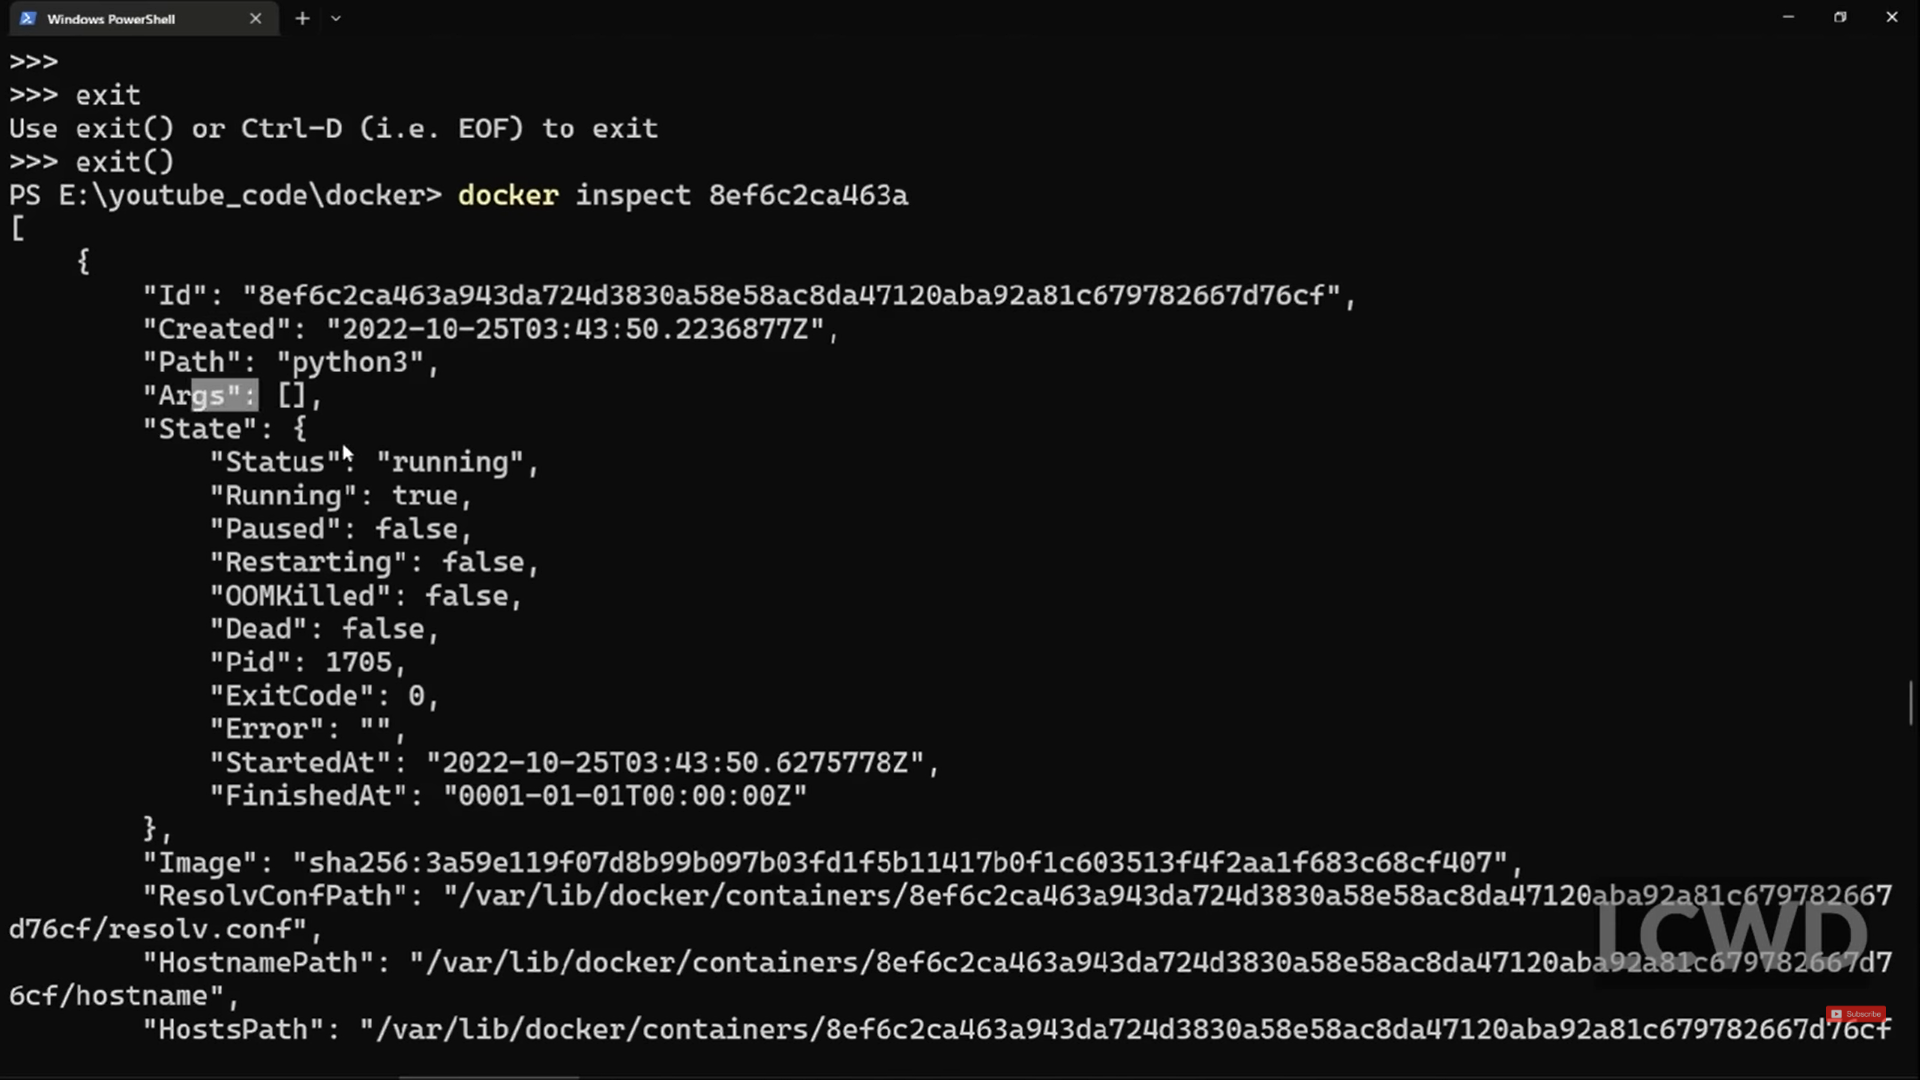 Windows PowerShell
>>>
>>> exit
Use exit() or Ctrl-D (i.e. EOF) to exit
>>> exit()
PS E:\youtube_code\docker> docker inspect 8ef6c2ca463a
[
    {
        "Id": "8ef6c2ca463a943da724d3830a58e58ac8da47120aba92a81c679782667d76cf",
        "Created": "2022-10-25T03:43:50.2236877Z",
        "Path": "python3",
        "Args": [],
        "State": {
            "Status": "running",
            "Running": true,
            "Paused": false,
            "Restarting": false,
            "OOMKilled": false,
            "Dead": false,
            "Pid": 1705,
            "ExitCode": 0,
            "Error": "",
            "StartedAt": "2022-10-25T03:43:50.6275778Z",
            "FinishedAt": "0001-01-01T00:00:00Z"
        },
        "Image": "sha256:3a59e119f07d8b99b097b03fd1f5b11417b0f1c603513f4f2aa1f683c68cf407",
        "ResolvConfPath": "/var/lib/docker/containers/8ef6c2ca463a943da724d3830a58e58ac8da47120aba92a81c679782667
d76cf/resolv.conf",
        "HostnamePath": "/var/lib/docker/containers/8ef6c2ca463a943da724d3830a58e58ac8da47120aba92a81c679782667d7
6cf/hostname",
        "HostsPath": "/var/lib/docker/containers/8ef6c2ca463a943da724d3830a58e58ac8da47120aba92a81c679782667d76cf
LCWD
Subscribe